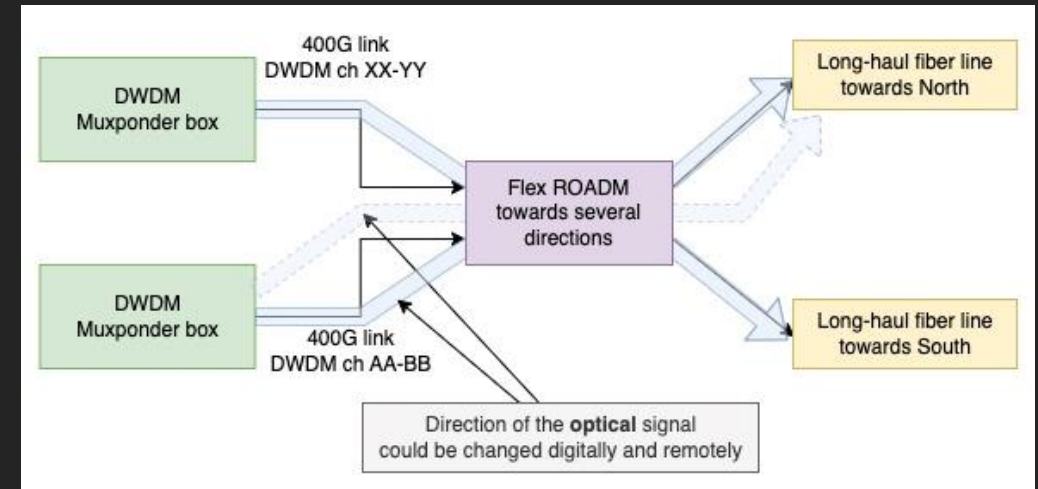 400G link
DWDM ch XX-YY
DWDM
Muxponder box
Long-haul fiber line
towards North
Flex ROADM
towards several
directions
DWDM
Muxponder box
400G link
DWDM ch AA-BB
Long-haul fiber line
towards South
Direction of the optical signal
could be changed digitally and remotely